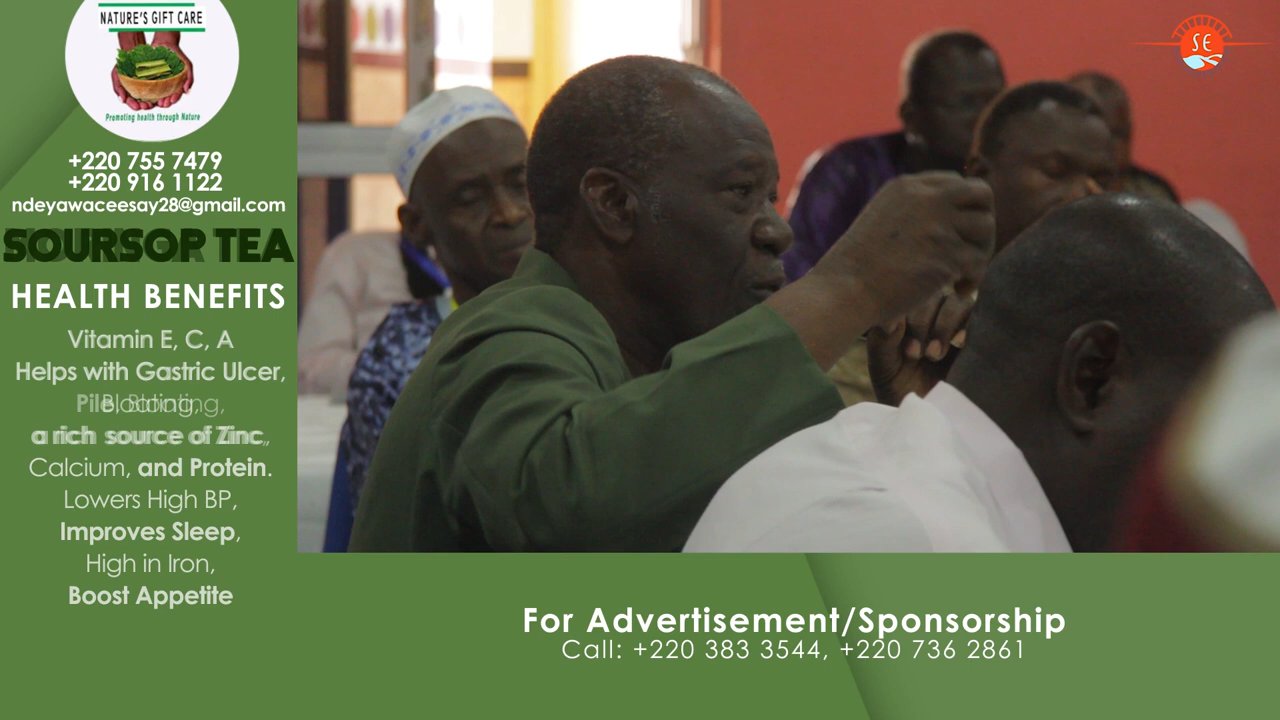 NATURE'S GIFT CARE
Promoting health through Nature
+220 755 7479
+220 916 1122
ndeyawaceesay28@gmail.com
SOURSOP TEA
HEALTH BENEFITS
Vitamin E, C, A
Helps with Gastric Ulcer,
a rich source of Zinc,
Calcium, and Protein.
Lowers High BP,
Improves Sleep,
High in Iron,
Boost Appetite
SE
For Advertisement/Sponsorship
Call: +220 383 3544, +220 736 2861